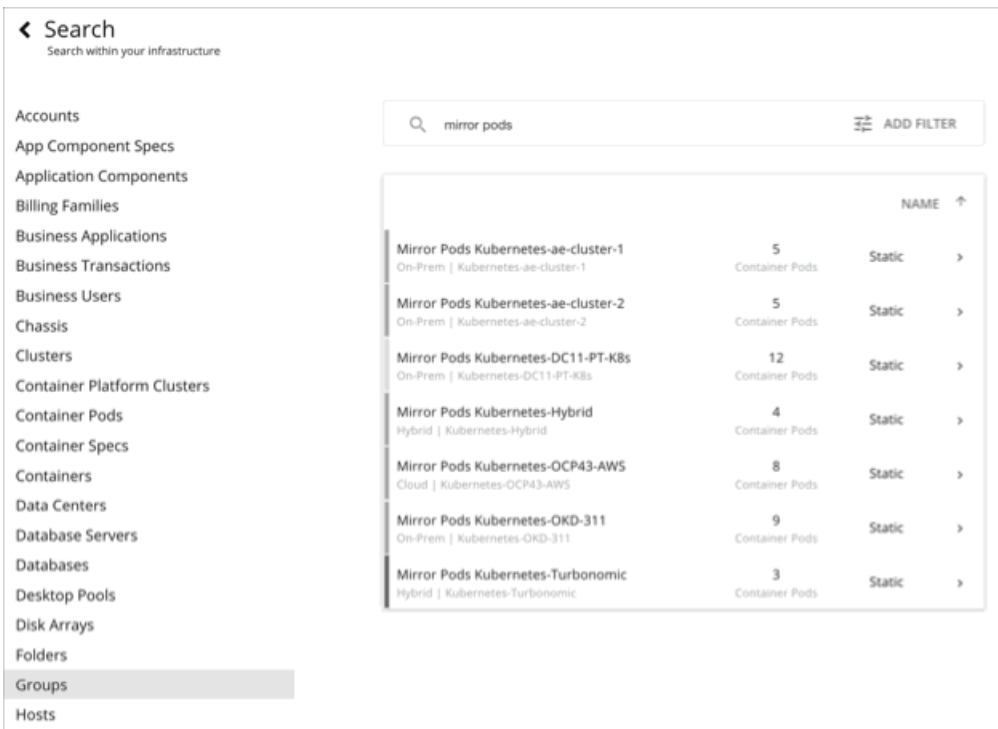 Search
Search within your infrastructure
Accounts
App Component Specs
Application Components
Billing Families
Business Applications
Business Transactions
Business Users
Chassis
Clusters
Container Platform Clusters
Container Pods
Container Specs
Containers
Data Centers
Database Servers
Databases
Desktop Pools
Disk Arrays
Folders
Groups
Hosts
mirror pods ADD FILTER
NAME
Mirror Pods Kubernetes-ae-cluster-1 5 Static
On-Prem | Kubernetes-ae-cluster-1 Container Pods
Mirror Pods Kubernetes-ae-cluster-2 5 Static
On-Prem | Kubernetes-ae-cluster-2 Container Pods
Mirror Pods Kubernetes-DC11-PT-K8s 12 Static
On-Prem | Kubernetes-DC11-PT-K8s Container Pods
Mirror Pods Kubernetes-Hybrid 4 Static
Hybrid | Kubernetes-Hybrid Container Pods
Mirror Pods Kubernetes-OCP43-AWS 8 Static
Cloud | Kubernetes-OCP43-AWS Container Pods
Mirror Pods Kubernetes-OKD-311 9 Static
On-Prem | Kubernetes-OKD-311 Container Pods
Mirror Pods Kubernetes-Turbonomic 3 Static
Hybrid | Kubernetes-Turbonomic Container Pods